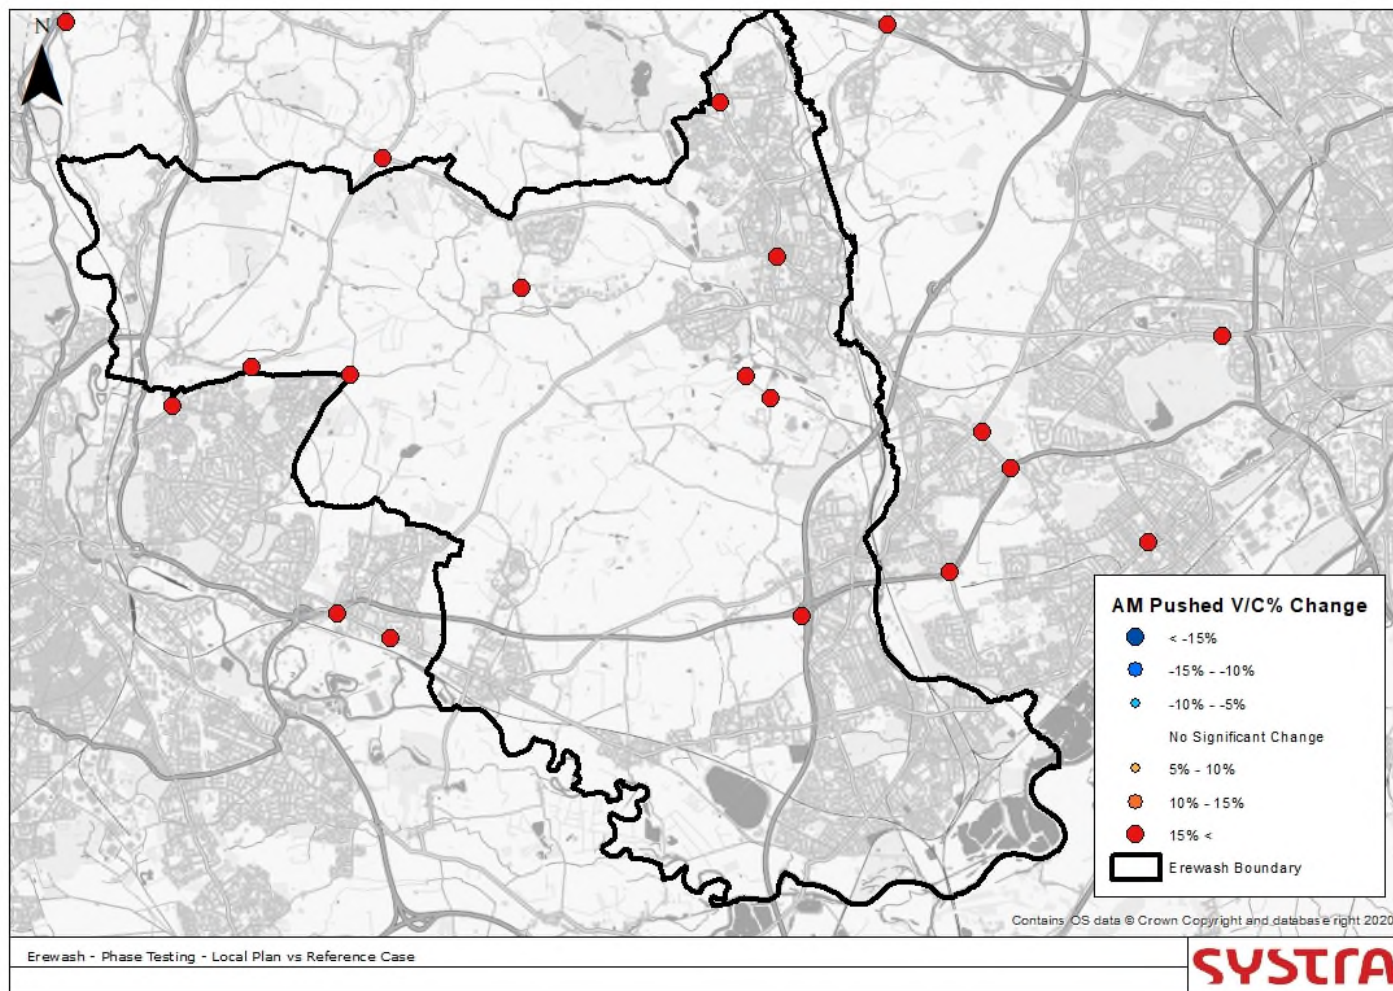 N
AM Pushed V/C% Change
< -15%
-15% - -10%
-10% - -5%
No Significant Change
5% - 10%
10% - 15%
15% <
Erewash Boundary
Contains OS data © Crown Copyright and database right 2020
Erewash - Phase Testing - Local Plan vs Reference Case
SYSTRA